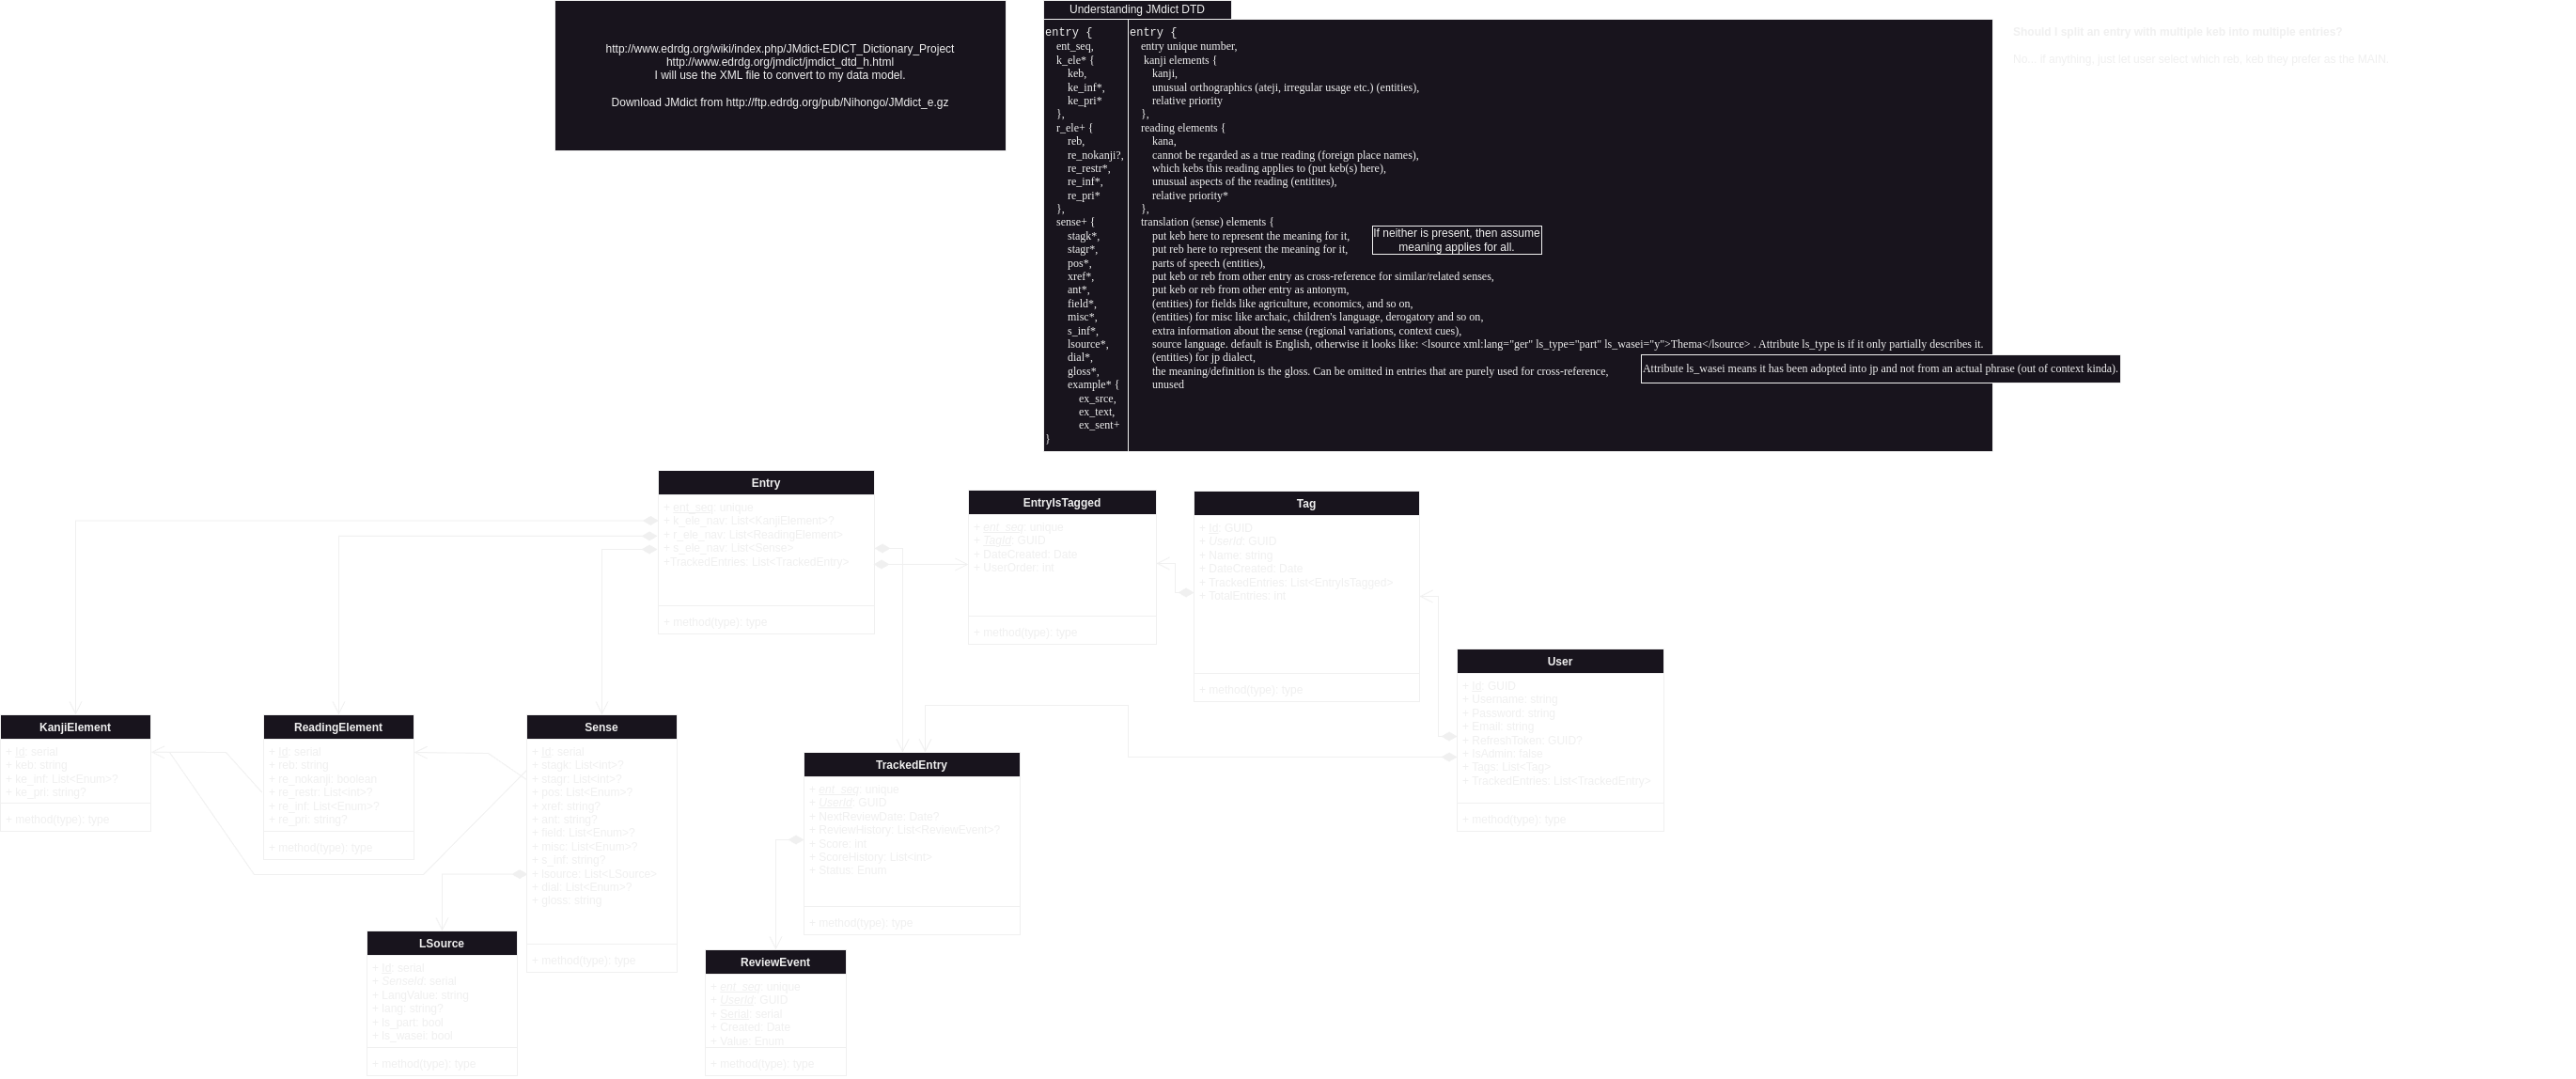 http://www.edrdg.org/wiki/index.php/JMdict-EDICT_Dictionary_Project
http://www.edrdg.org/jmdict/jmdict_dtd_h.html
I will use the XML file to convert to my data model.
Download JMdict from http://ftp.edrdg.org/pub/Nihongo/JMdict_e.gz
Understanding JMdict DTD
entry {
ent_seq,
k_ele* {
keb,
ke_inf*,
ke_pri*
},
r_ele+ {
reb,
re_nokanji?,
re_restr*,
re_inf*,
re_pri*
},
sense+ {
stagk*,
stagr*,
pos*,
xref*,
ant*,
field*,
misc*,
s_inf*,
lsource*,
dial*,
gloss*,
example* {
ex_srce,
ex_text,
ex_sent+
}
entry {
entry unique number,
kanji elements {
kanji,
unusual orthographics (ateji, irregular usage etc.) (entities),
relative priority
},
reading elements {
kana,
cannot be regarded as a true reading (foreign place names),
which kebs this reading applies to (put keb(s) here),
unusual aspects of the reading (entitites),
relative priority*
},
translation (sense) elements {
put keb here to represent the meaning for it,
put reb here to represent the meaning for it,
parts of speech (entities),
put keb or reb from other entry as cross-reference for similar/related senses,
put keb or reb from other entry as antonym,
(entities) for fields like agriculture, economics, and so on,
(entities) for misc like archaic, children's language, derogatory and so on,
extra information about the sense (regional variations, context cues),
source language. default is English, otherwise it looks like: <lsource xml:lang="ger" ls_type="part" ls_wasei="y">Thema</lsource> . Attribute ls_type is if it only partially describes it.
(entities) for jp dialect,
the meaning/definition is the gloss. Can be omitted in entries that are purely used for cross-reference,
unused
If neither is present, then assume
meaning applies for all.
Attribute ls_wasei means it has been adopted into jp and not from an actual phrase (out of context kinda).
Should I split an entry with multiple keb into multiple entries?
No... if anything, just let user select which reb, keb they prefer as the MAIN.
Entry
+ ent_seq: unique
+ k_ele_nav: List<KanjiElement>?
+ r_ele_nav: List<ReadingElement>
+ s_ele_nav: List<Sense>
+TrackedEntries: List<TrackedEntry>
+ method(type): type
EntryIsTagged
+ ent_seq: unique
+ TagId: GUID
+ DateCreated: Date
+ UserOrder: int
+ method(type): type
Tag
+ Id: GUID
+ UserId: GUID
+ Name: string
+ DateCreated: Date
+ TrackedEntries: List<EntryIsTagged>
+ TotalEntries: int
+ method(type): type
User
+ Id: GUID
+ Username: string
+ Password: string
+ Email: string
+ RefreshToken: GUID?
+ IsAdmin: false
+ Tags: List<Tag>
+ TrackedEntries: List<TrackedEntry>
+ method(type): type
KanjiElement
+ Id: serial
+ keb: string
+ ke_inf: List<Enum>?
+ ke_pri: string?
+ method(type): type
ReadingElement
+ Id: serial
+ reb: string
+ re_nokanji: boolean
+ re_restr: List<int>?
+ re_inf: List<Enum>?
+ re_pri: string?
+ method(type): type
Sense
+ Id: serial
+ stagk: List<int>?
+ stagr: List<int>?
+ pos: List<Enum>?
+ xref: string?
+ ant: string?
+ field: List<Enum>?
+ misc: List<Enum>?
+ s_inf: string?
+ lsource: List<LSource>
+ dial: List<Enum>?
+ gloss: string
+ method(type): type
TrackedEntry
+ ent_seq: unique
+ UserId: GUID
+ NextReviewDate: Date?
+ ReviewHistory: List<ReviewEvent>?
+ Score: int
+ ScoreHistory: List<int>
+ Status: Enum
+ method(type): type
LSource
+ Id: serial
+ SenseId: serial
+ LangValue: string
+ lang: string?
+ ls_part: bool
+ ls_wasei: bool
+ method(type): type
ReviewEvent
+ ent_seq: unique
+ UserId: GUID
+ Serial: serial
+ Created: Date
+ Value: Enum
+ method(type): type